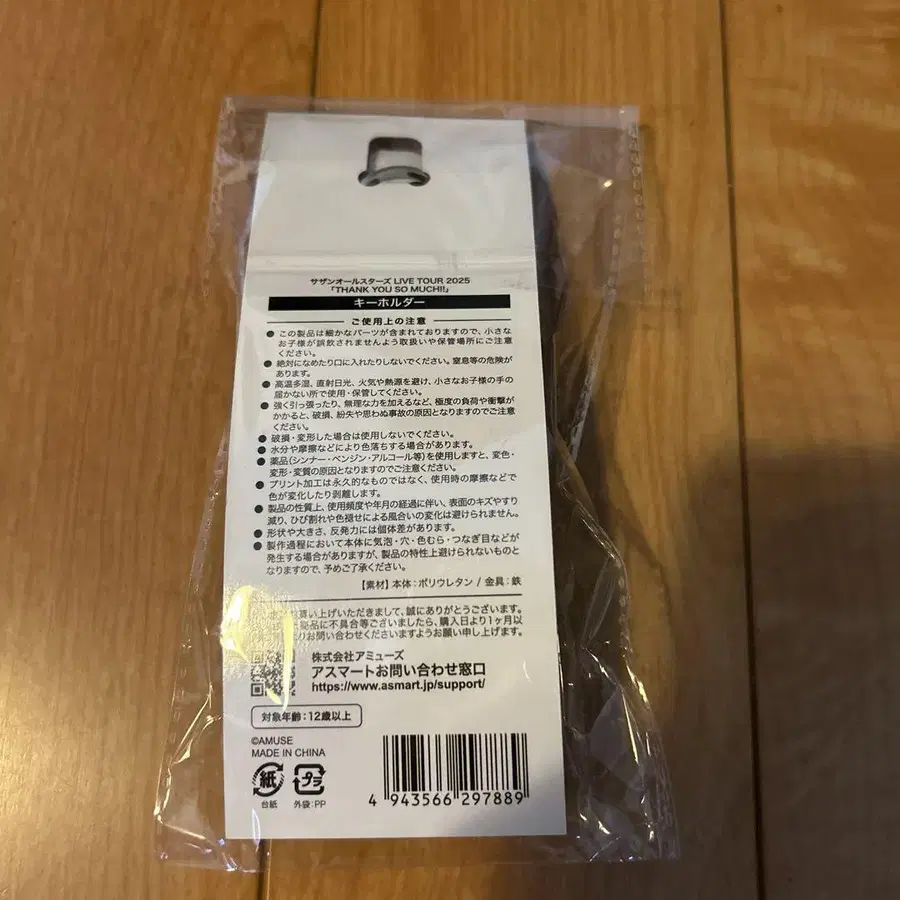 サザンオールスターズ LIVE TOUR 2025
「THANK YOU SO MUCH!!」
キーホルダー
ご使用上の注意
● この製品は細かなパーツが含まれておりますので、小さな
お子様が誤飲されませんよう取扱いや保管場所にご注意
ください。
● 絶対になめたり口に入れたりしないでください。窒息等の危険が
あります。
● 高温多湿、直射日光、火気や熱源を避け、小さなお子様の手の
届かない所で使用・保管してください。
● 強く引っ張ったり、無理な力を加えるなど、極度の負荷や衝撃が
かかると、破損、紛失や思わぬ事故の原因となりますのでご注意
ください。
● 破損・変形した場合は使用しないでください。
● 水分や摩擦などにより色落ちする場合があります。
● 薬品(シンナー・ベンジン・アルコール等)を使用しますと、変色・
変形・変質の原因となりますのでご注意ください。
● プリント加工は永久的なものではなく、使用時の摩擦などで
色が変化したり剥離します。
● 製品の性質上、使用頻度や年月の経過に伴い、表面のキズやすり
減り、ひび割れや色褪せによる風合いの変化は避けられません。
● 形状や大きさ、反発力には個体差があります。
● 製作過程において本体に気泡・穴・色むら・つなぎ目などが
発生する場合がありますが、製品の特性上避けられないものと
なりますので、予めご了承ください。
【素材】本体:ポリウレタン / 金具:鉄
買い上げいただきまして、誠にありがとうございます。
商品に不具合等ございましたら、購入日より1ヶ月以
りお問い合わせくださいますようお願い申し上げます。
株式会社アミューズ
アスマートお問い合わせ窓口
https://www.asmart.jp/support/
対象年齢:12歳以上
©AMUSE
MADE IN CHINA
紙 プラ
台紙 外袋:PP
4 943566 297889